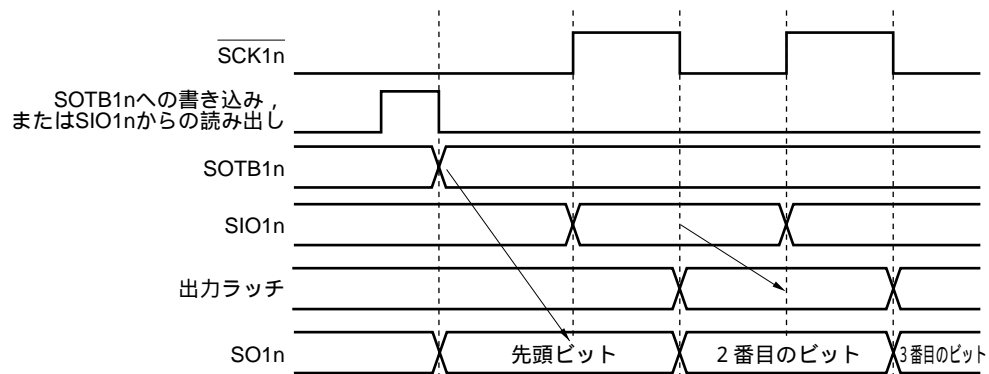 SCK1n
SOTB1nへの書き込み，
またはSIO1nからの読み出し
SOTB1n
SIO1n
出力ラッチ
SO1n
先頭ビット
2番目のビット
3番目のビット